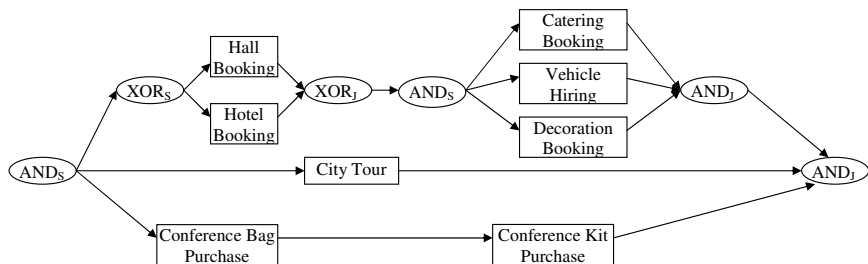 Hall
Booking
Catering
Booking
XORS
XORJ
ANDS
Vehicle
Hiring
ANDJ
Hotel
Booking
Decoration
Booking
ANDS
City Tour
ANDJ
Conference Bag
Purchase
Conference Kit
Purchase